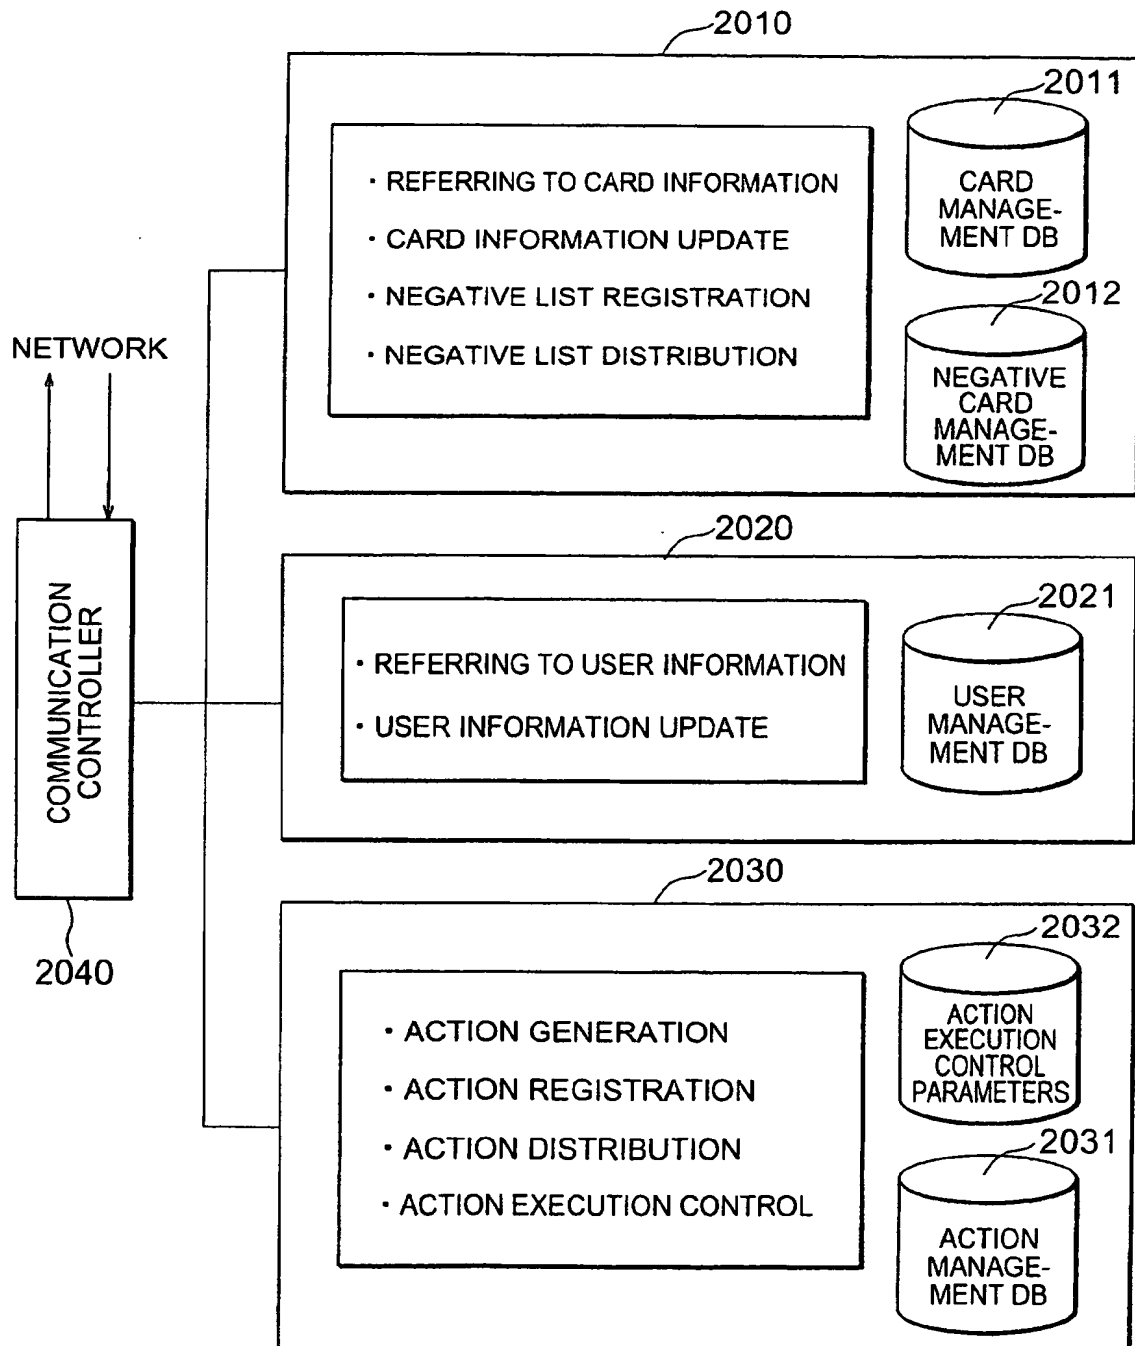 2010
2011
· REFERRING TO CARD INFORMATION
· CARD INFORMATION UPDATE
· NEGATIVE LIST REGISTRATION
· NEGATIVE LIST DISTRIBUTION
CARD
MANAGE-
MENT DB
2012
NEGATIVE
CARD
MANAGE-
MENT DB
NETWORK
COMMUNICATION
CONTROLLER
2040
2020
2021
· REFERRING TO USER INFORMATION
· USER INFORMATION UPDATE
USER
MANAGE-
MENT DB
2030
2032
· ACTION GENERATION
· ACTION REGISTRATION
· ACTION DISTRIBUTION
· ACTION EXECUTION CONTROL
ACTION
EXECUTION
CONTROL
PARAMETERS
2031
ACTION
MANAGE-
MENT DB